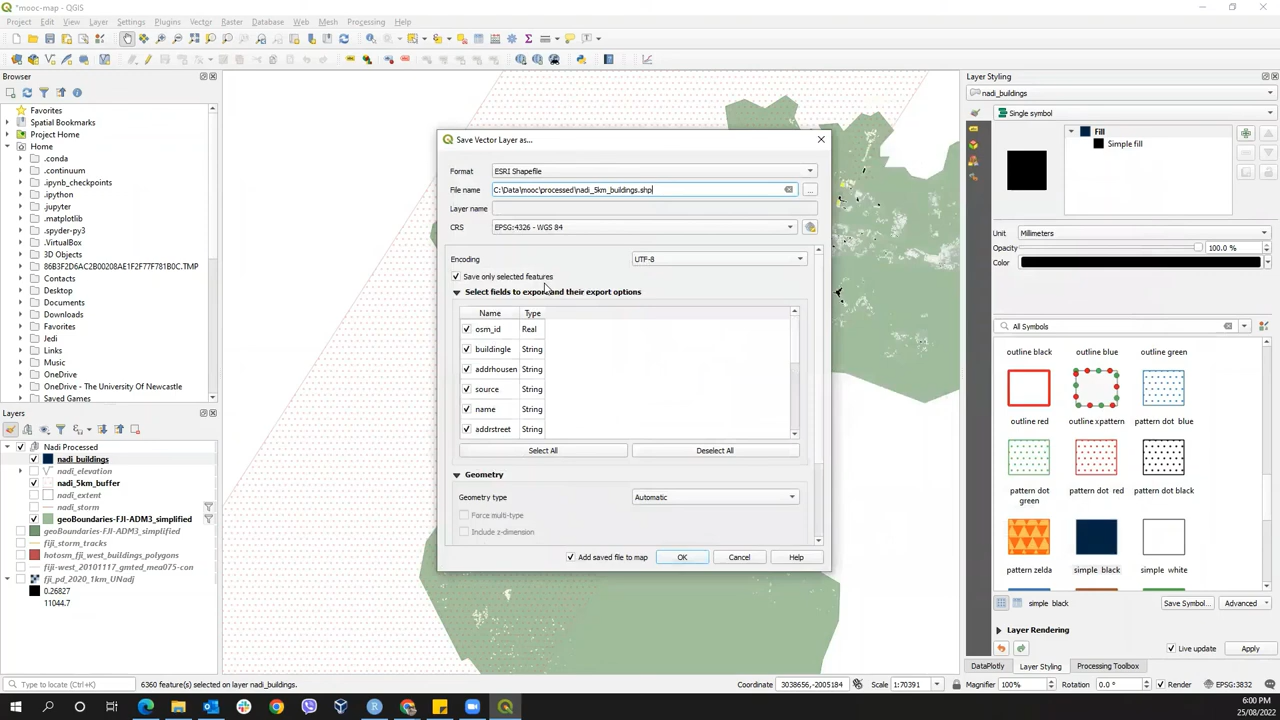 *mooc-map — QGIS
Project Edit View Layer Settings Plugins Vector Raster Database Web Mesh Processing Help
Browser
Favorites
Spatial Bookmarks
Project Home
Home
.conda
.continuum
.ipynb_checkpoints
.ipython
.jupyter
.matplotlib
.spyder-py3
.VirtualBox
3D Objects
86B3F2D6AC2B00208AE1F2F77F781B0C.TMP
Contacts
Desktop
Documents
Downloads
Favorites
Jedi
Links
Music
OneDrive
OneDrive - The University Of Newcastle
Saved Games
Layers
Nadi Processed
nadi_buildings
nadi_elevation
nadi_5km_buffer
nadi_extent
nadi_storm
geoBoundaries-FJI-ADM3_simplified
geoBoundaries-FJI-ADM3_simplified
fiji_storm_tracks
hotosm_fji_west_buildings_polygons
fiji-west_20101117_gmted_mea075-con
fji_pd_2020_1km_UNadj
0.26827
11044.7
Save Vector Layer as...
Format ESRI Shapefile
File name C:\Data\mooc\processed\nadi_5km_buildings.shp
...
Layer name
CRS EPSG:4326 - WGS 84
Encoding UTF-8
Save only selected features
Select fields to export and their export options
Name Type
osm_id Real
buildingle String
addrhousen String
source String
name String
addrstreet String
Select All Deselect All
Geometry
Geometry type Automatic
Force multi-type
Include z-dimension
Add saved file to map OK Cancel Help
Layer Styling
nadi_buildings
Single symbol
Fill
Simple fill
Unit Millimeters
Opacity 100.0 %
Color
All Symbols
outline black outline blue outline green
outline red outline xpattern pattern dot blue
pattern dot green pattern dot red pattern dot black
pattern zelda simple black simple white
simple black Save Symbol... Advanced
Layer Rendering
Live update Apply
DataPlotly Layer Styling Processing Toolbox
Type to locate (Ctrl+K) 6360 feature(s) selected on layer nadi_buildings. Coordinate 3038656,-2005184 Scale 1:70391 Magnifier 100% Rotation 0.0 ° Render EPSG:3832
6:00 PM
25/08/2022